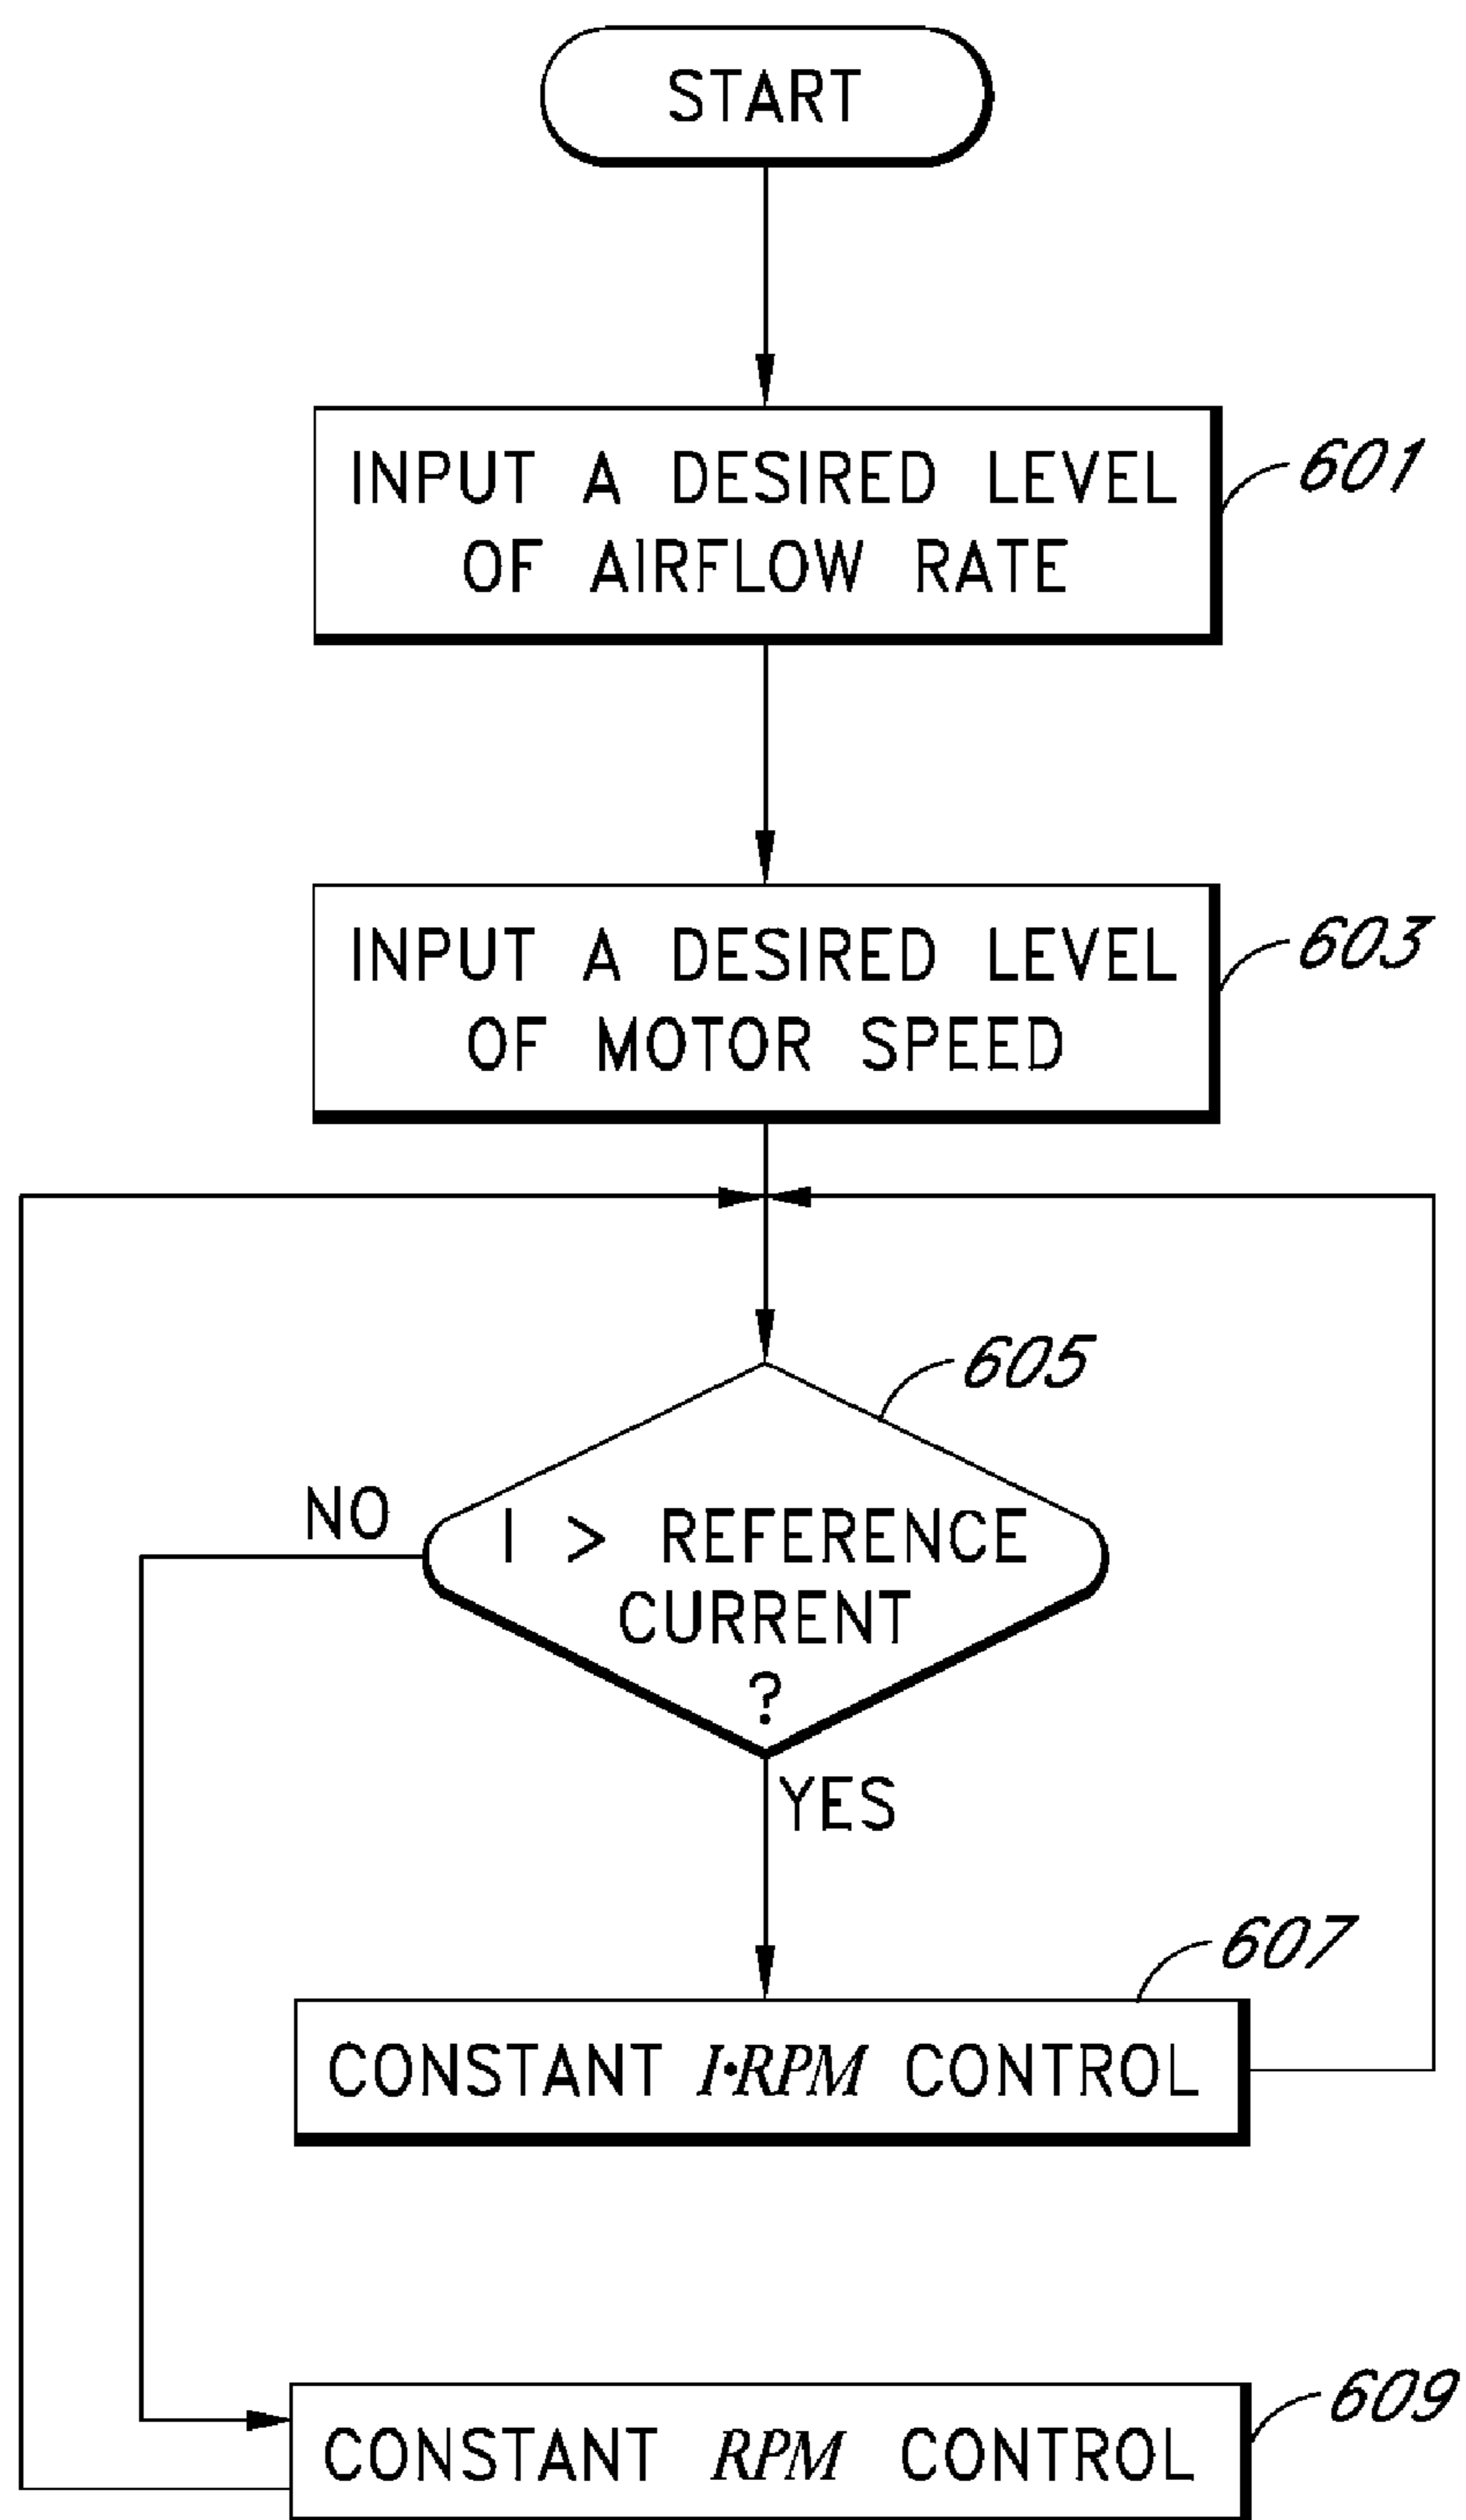 START
INPUT A DESIRED LEVEL
OF AIRFLOW RATE
601
INPUT A DESIRED LEVEL
OF MOTOR SPEED
603
605
NO
I > REFERENCE
CURRENT
?
YES
607
CONSTANT I·RPM CONTROL
609
CONSTANT RPM CONTROL